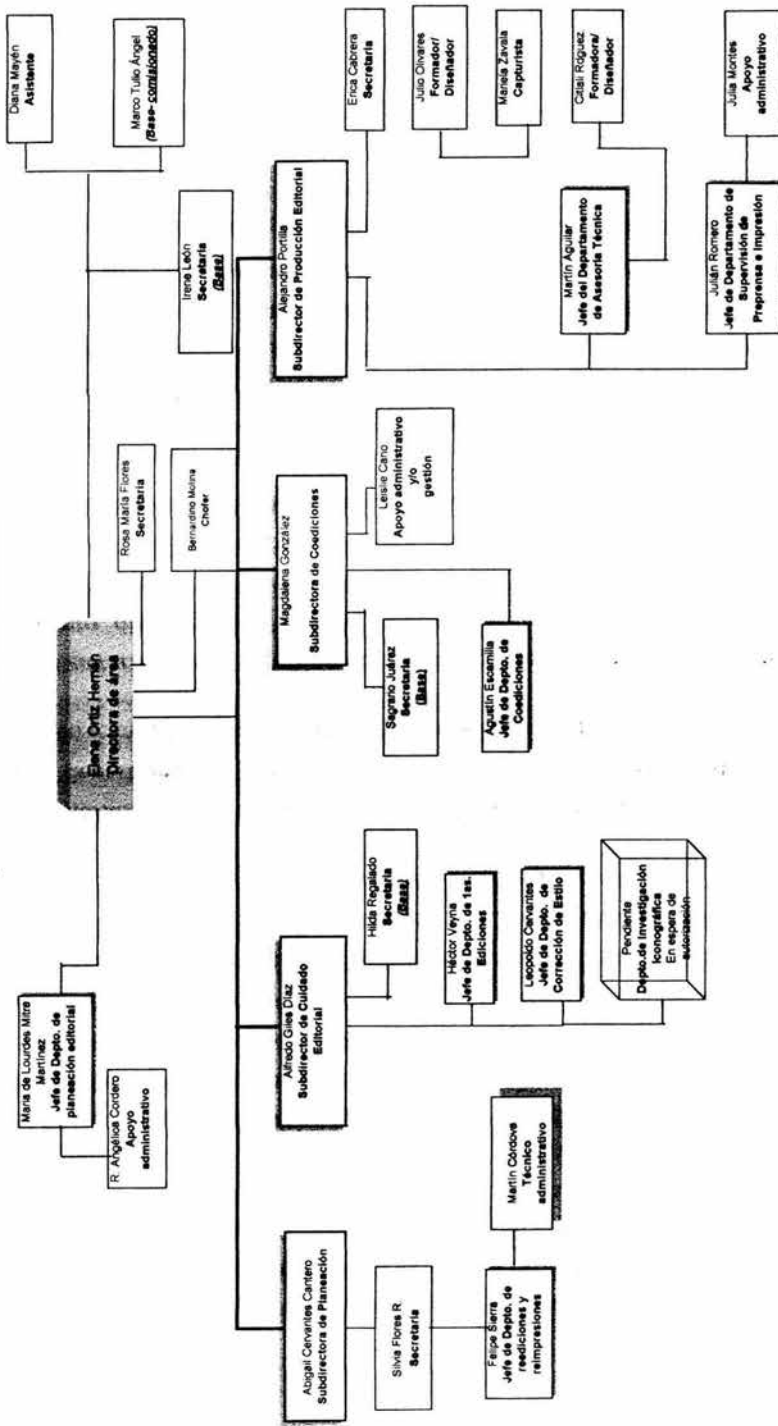 Elena Ortiz Hernán
Directora de área
Maria de Lourdes Mitre
Martínez
Jefe de Depto. de
planeación editorial
R. Angélica Cordero
Apoyo
administrativo
Rosa María Flores
Secretaria
Bernardino Molina
Chofer
Irene León
Secretaria
(Base)
Diana Mayén
Asistente
Marco Tulio Ángel
(Base- comisionado)
Abigail Cervantes Cantero
Subdirectora de Planeación
Silvia Flores R.
Secretaria
Felipe Sierra
Jefe de Depto. de
reediciones y
reimpresiones
Martín Córdova
Técnico
administrativo
Alfredo Giles Díaz
Subdirector de Cuidado
Editorial
Hilda Regalado
Secretaria
(Base)
Héctor Veyna
Jefe de Depto. de 1as.
Ediciones
Leopoldo Cervantes
Jefe de Depto. de
Corrección de Estilo
Pendiente
Depto. de Investigación
Iconográfica
En espera de
autorización
Magdalena González
Subdirectora de Coediciones
Sagrario Juáraz
Secretaria
(Base)
Leislie Cano
Apoyo administrativo
y/o
gestión
Agustín Escamilla
Jefe de Depto. de
Coediciones
Alejandro Portilla
Subdirector de Producción Editorial
Erica Cabrera
Secretaria
Julio Olivares
Formador/
Diseñador
Mariela Zavala
Capturista
Citlali Rdguez
Formadora/
Diseñador
Martín Aguilar
Jefe del Departamento
de Asesoría Técnica
Julián Romero
Jefe de Departamento de
Supervisión de
Preprensa e Impresión
Julia Montes
Apoyo
administrativo